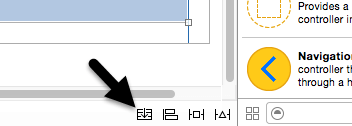 Provides a
controller in
Navigation
controller th
through a h